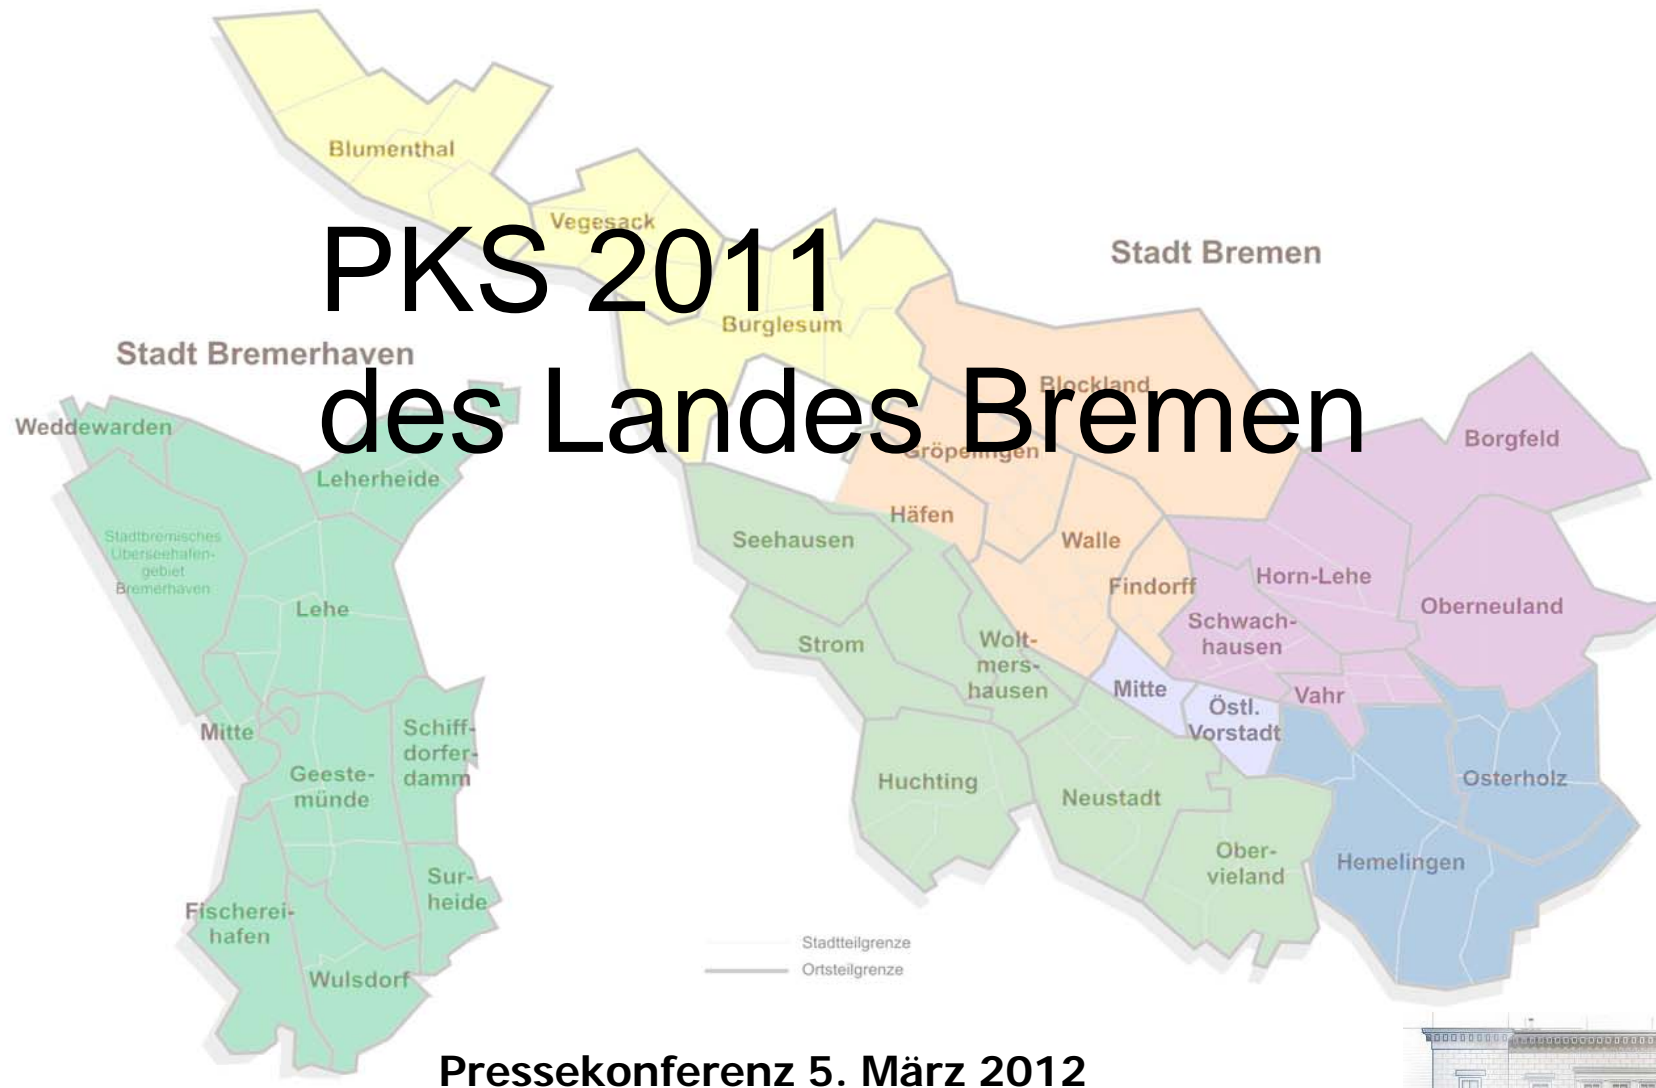 PKS 2011
des Landes Bremen
Stadt Bremen
Stadt Bremerhaven
Blumenthal
Vegesack
Burglesum
Blockland
Borgfeld
Gröpelingen
Häfen
Seehausen
Walle
Findorff
Horn-Lehe
Oberneuland
Schwach-
hausen
Strom
Wolt-
mers-
hausen
Mitte
Östl.
Vorstadt
Vahr
Huchting
Neustadt
Ober-
vieland
Hemelingen
Osterholz
Weddewarden
Leherheide
Stadtbremisches
Überseehafen-
gebiet
Bremerhaven
Lehe
Mitte
Schiff-
dorfer-
damm
Geeste-
münde
Sur-
heide
Fischerei-
hafen
Wulsdorf
Stadtteilgrenze
Ortsteilgrenze
Pressekonferenz 5. März 2012